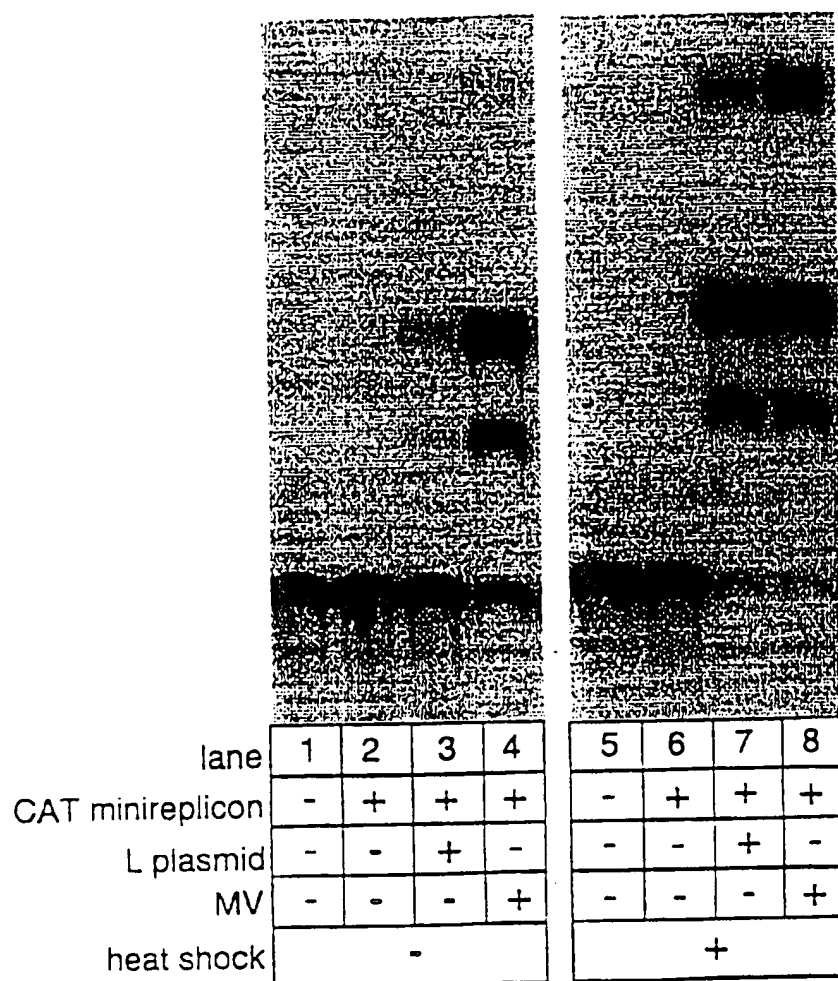 lane 1 2 3 4 5 6 7 8
CAT minireplicon - + + + - + + +
L plasmid - - + - - - + -
MV - - - + - - - +
heat shock - +